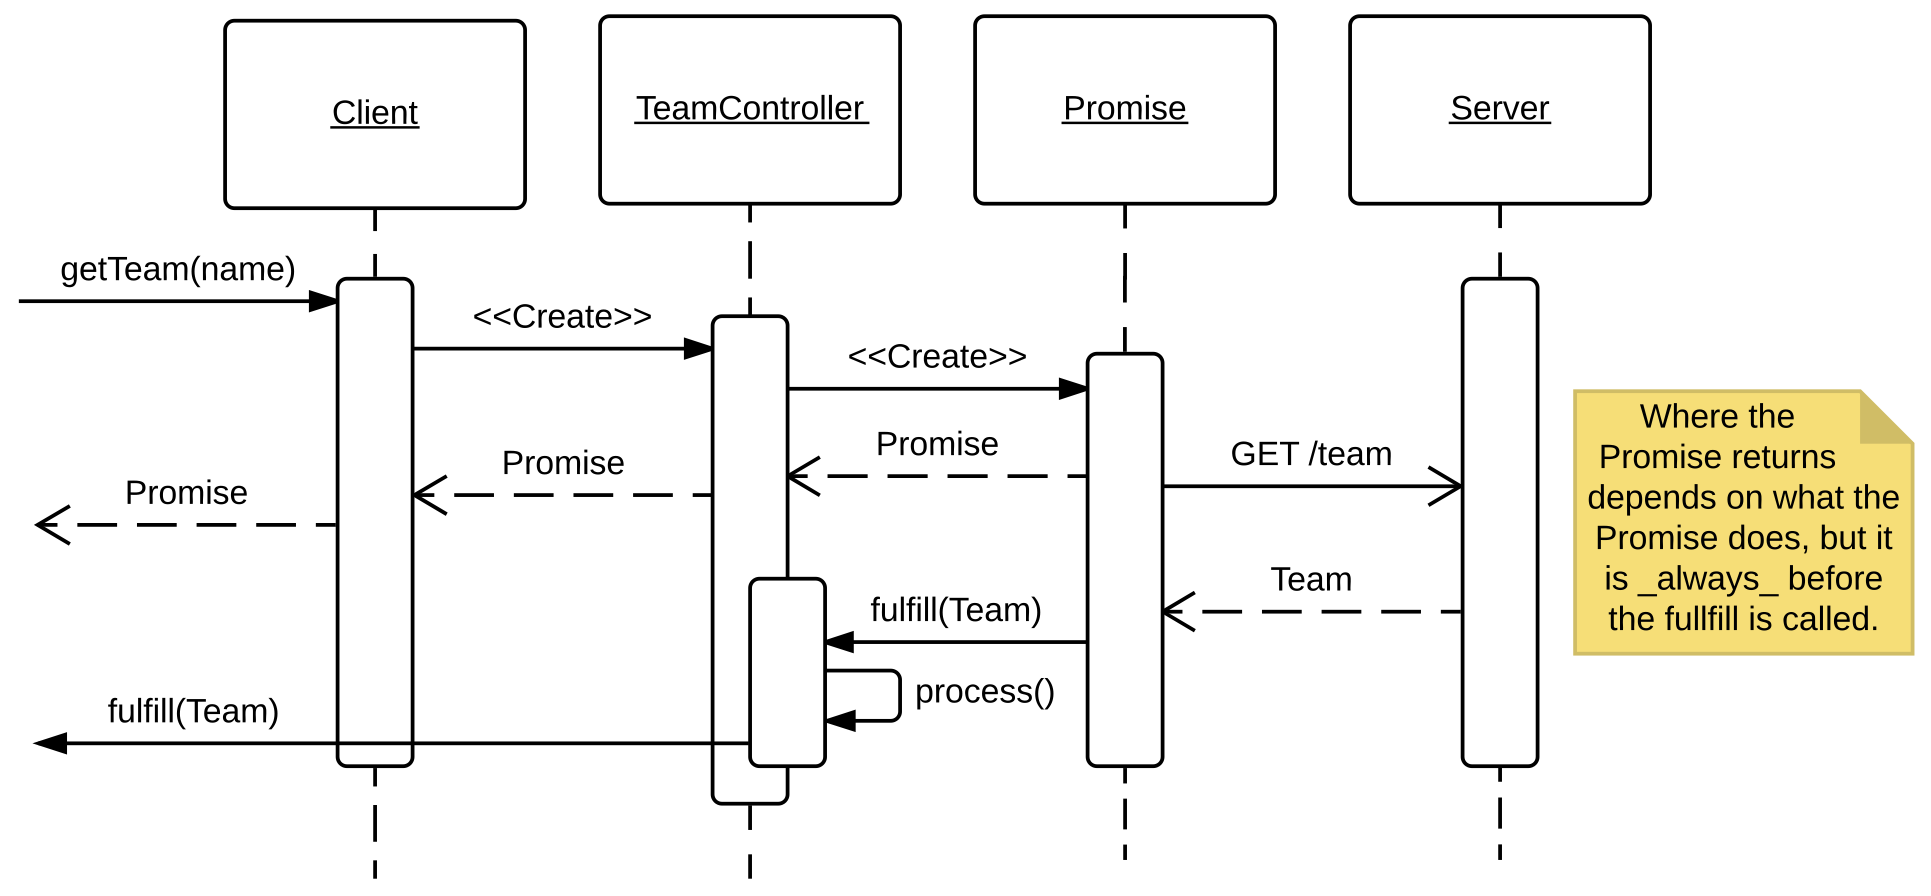 Client
TeamController
Promise
Server
getTeam(name)
<<Create>>
<<Create>>
Promise
Promise
Promise
GET /team
Team
fulfill(Team)
process()
fulfill(Team)
Where the
Promise returns
depends on what the
Promise does, but it
is _always_ before
the fullfill is called.